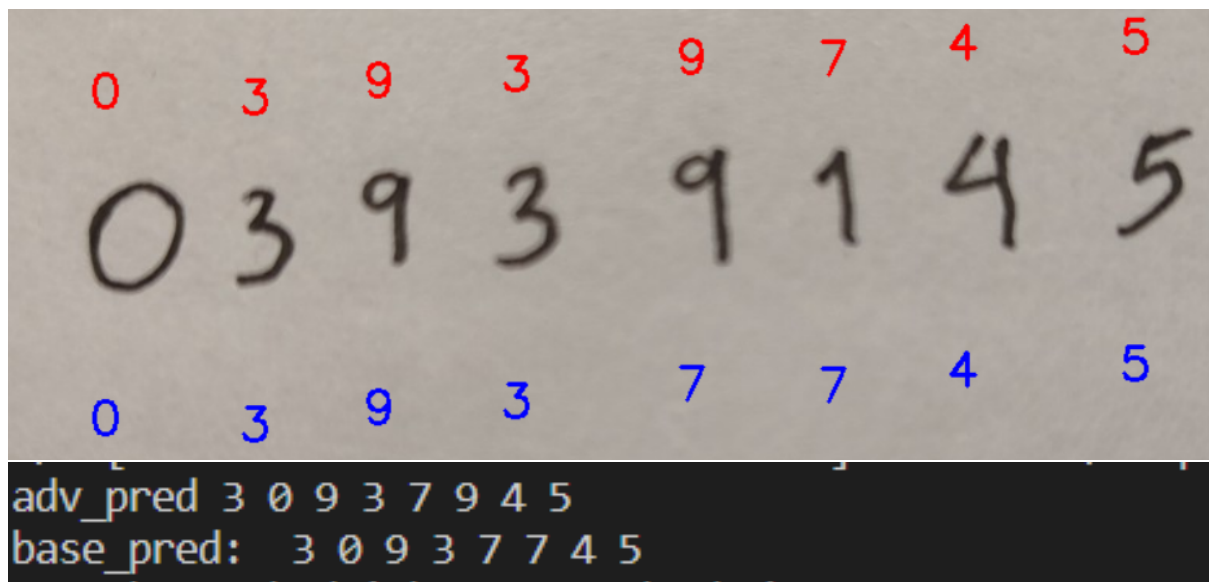 0 3 9 3 9 7 4 5
0 3 9 3 9 1 4 5
0 3 9 3 7 7 4 5
adv_pred 3 0 9 3 7 9 4 5
base_pred: 3 0 9 3 7 7 4 5